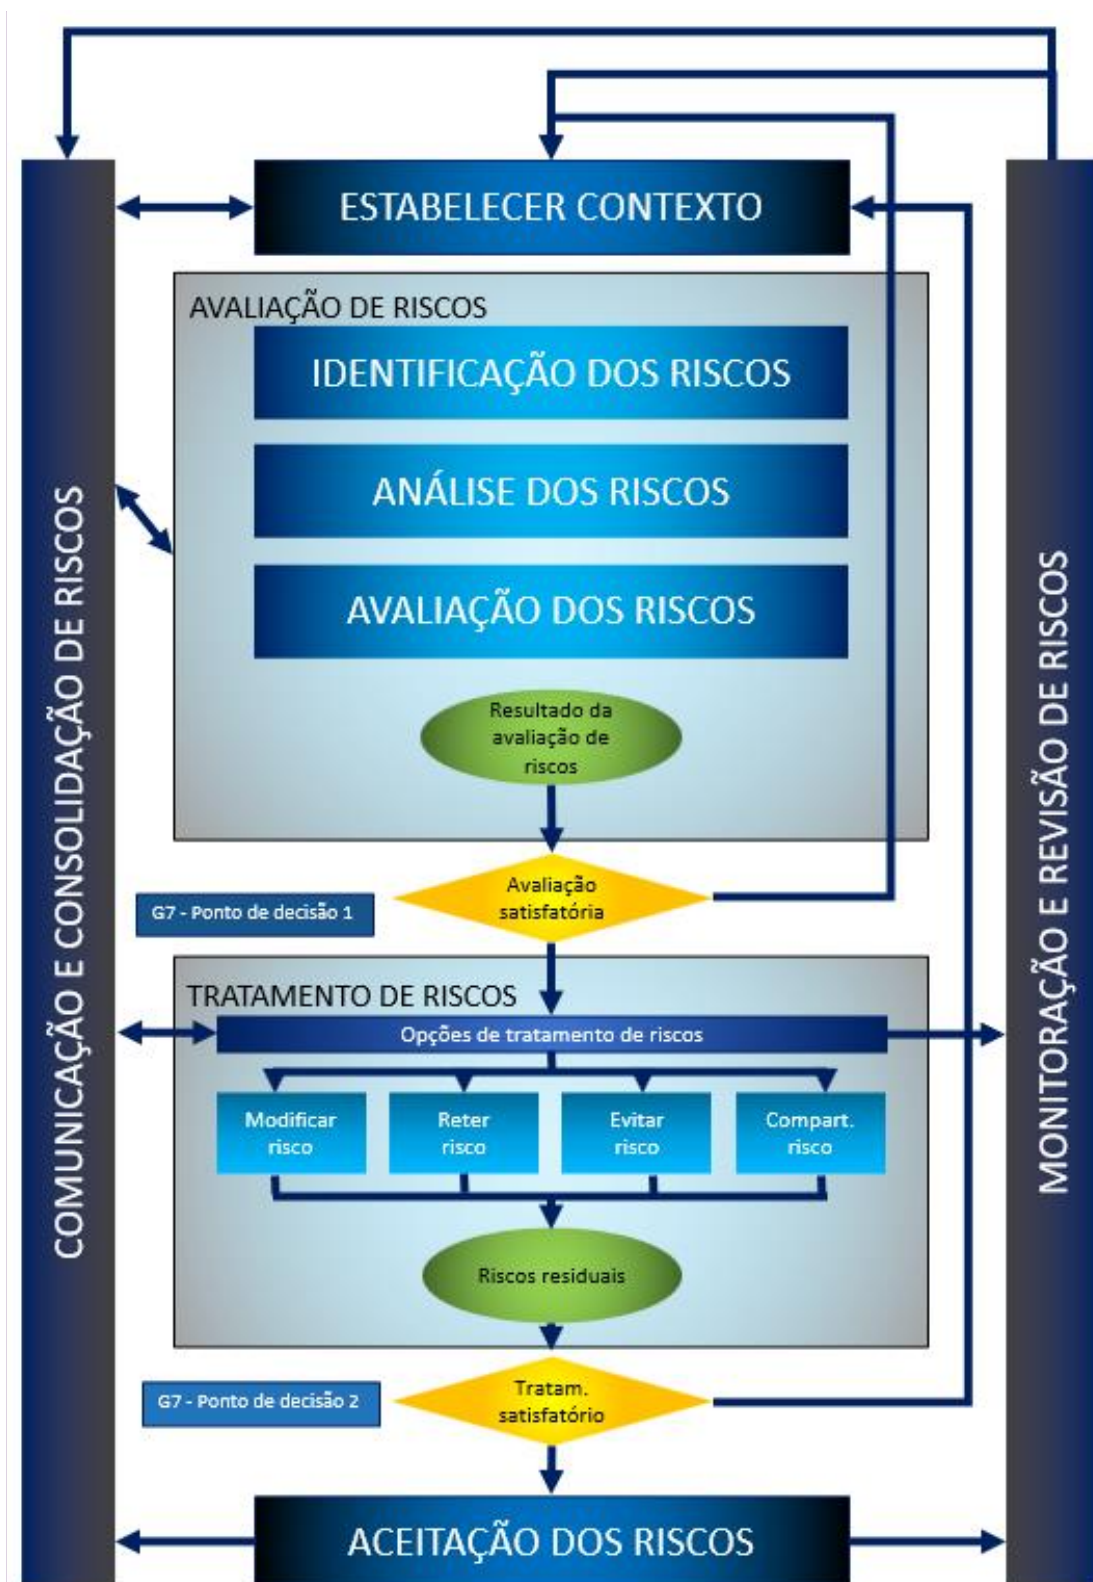 ESTABELECER CONTEXTO
AVALIAÇÃO DE RISCOS
IDENTIFICAÇÃO DOS RISCOS
ANÁLISE DOS RISCOS
AVALIAÇÃO DOS RISCOS
Resultado da
avaliação de
riscos
Avaliação
satisfatória
G7 - Ponto de decisão 1
TRATAMENTO DE RISCOS
Opções de tratamento de riscos
Modificar
risco
Reter
risco
Evitar
risco
Compart.
risco
Riscos residuais
G7 - Ponto de decisão 2
Tratam.
satisfatório
ACEITAÇÃO DOS RISCOS
COMUNICAÇÃO E CONSOLIDAÇÃO DE RISCOS
MONITORAÇÃO E REVISÃO DE RISCOS